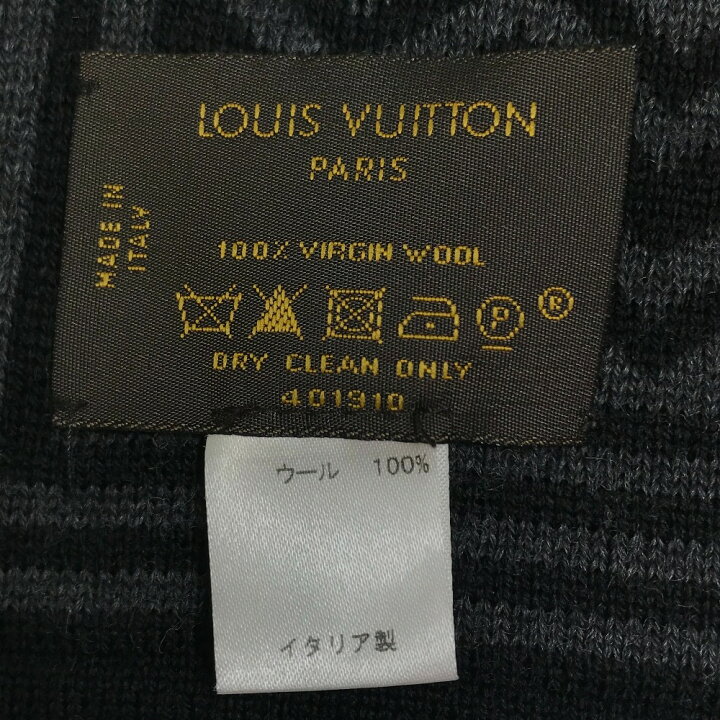 LOUIS VUITTON
PARIS
MADE IN
ITALY
100% VIRGIN WOOL
P ®
DRY CLEAN ONLY
401910
ウール 100%
イタリア製